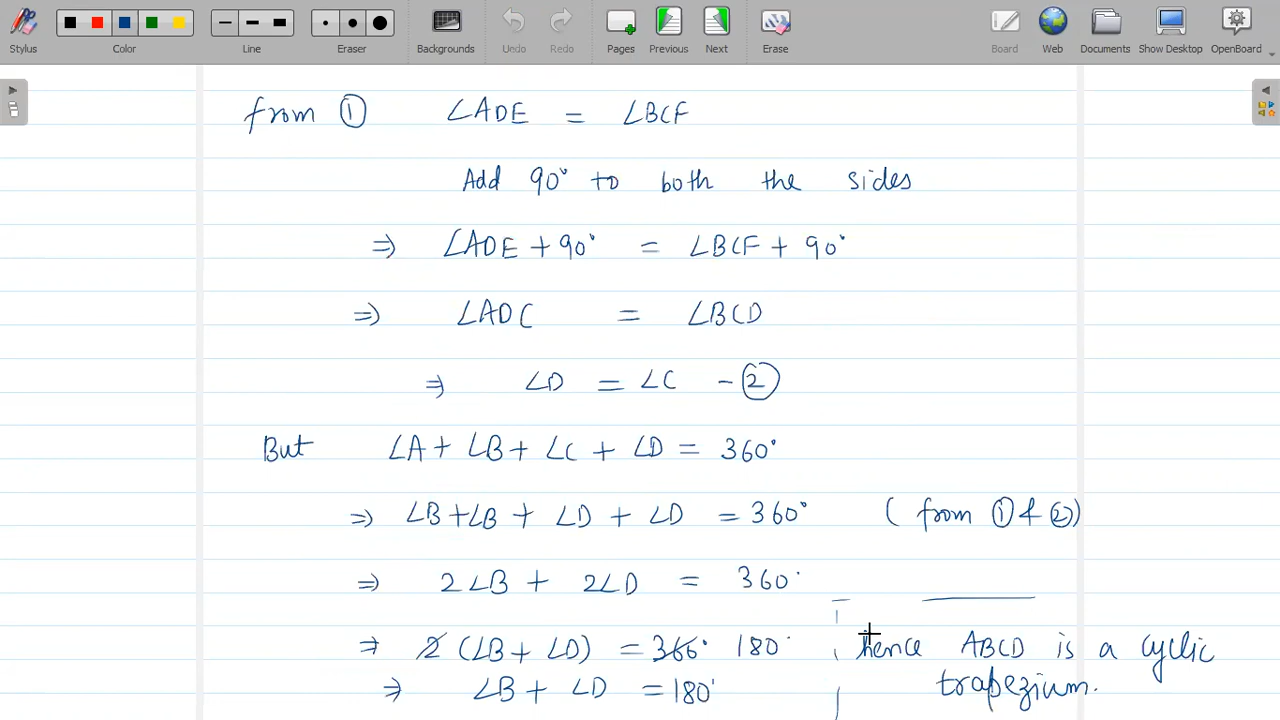 Stylus Color Line Eraser Backgrounds Undo Redo Pages Previous Next Erase Board Web Documents Show Desktop OpenBoard
from ① ∠ADE = ∠BCF
Add 90° to both the sides
⇒ ∠ADE + 90° = ∠BCF + 90°
⇒ ∠ADC = ∠BCD
⇒ ∠D = ∠C - ②
But ∠A + ∠B + ∠C + ∠D = 360°
⇒ ∠B + ∠B + ∠D + ∠D = 360° ( from ① & ②)
⇒ 2∠B + 2∠D = 360°
⇒ 2 (∠B + ∠D) = 360° 180°
⇒ ∠B + ∠D = 180°
hence ABCD is a cyclic
trapezium.